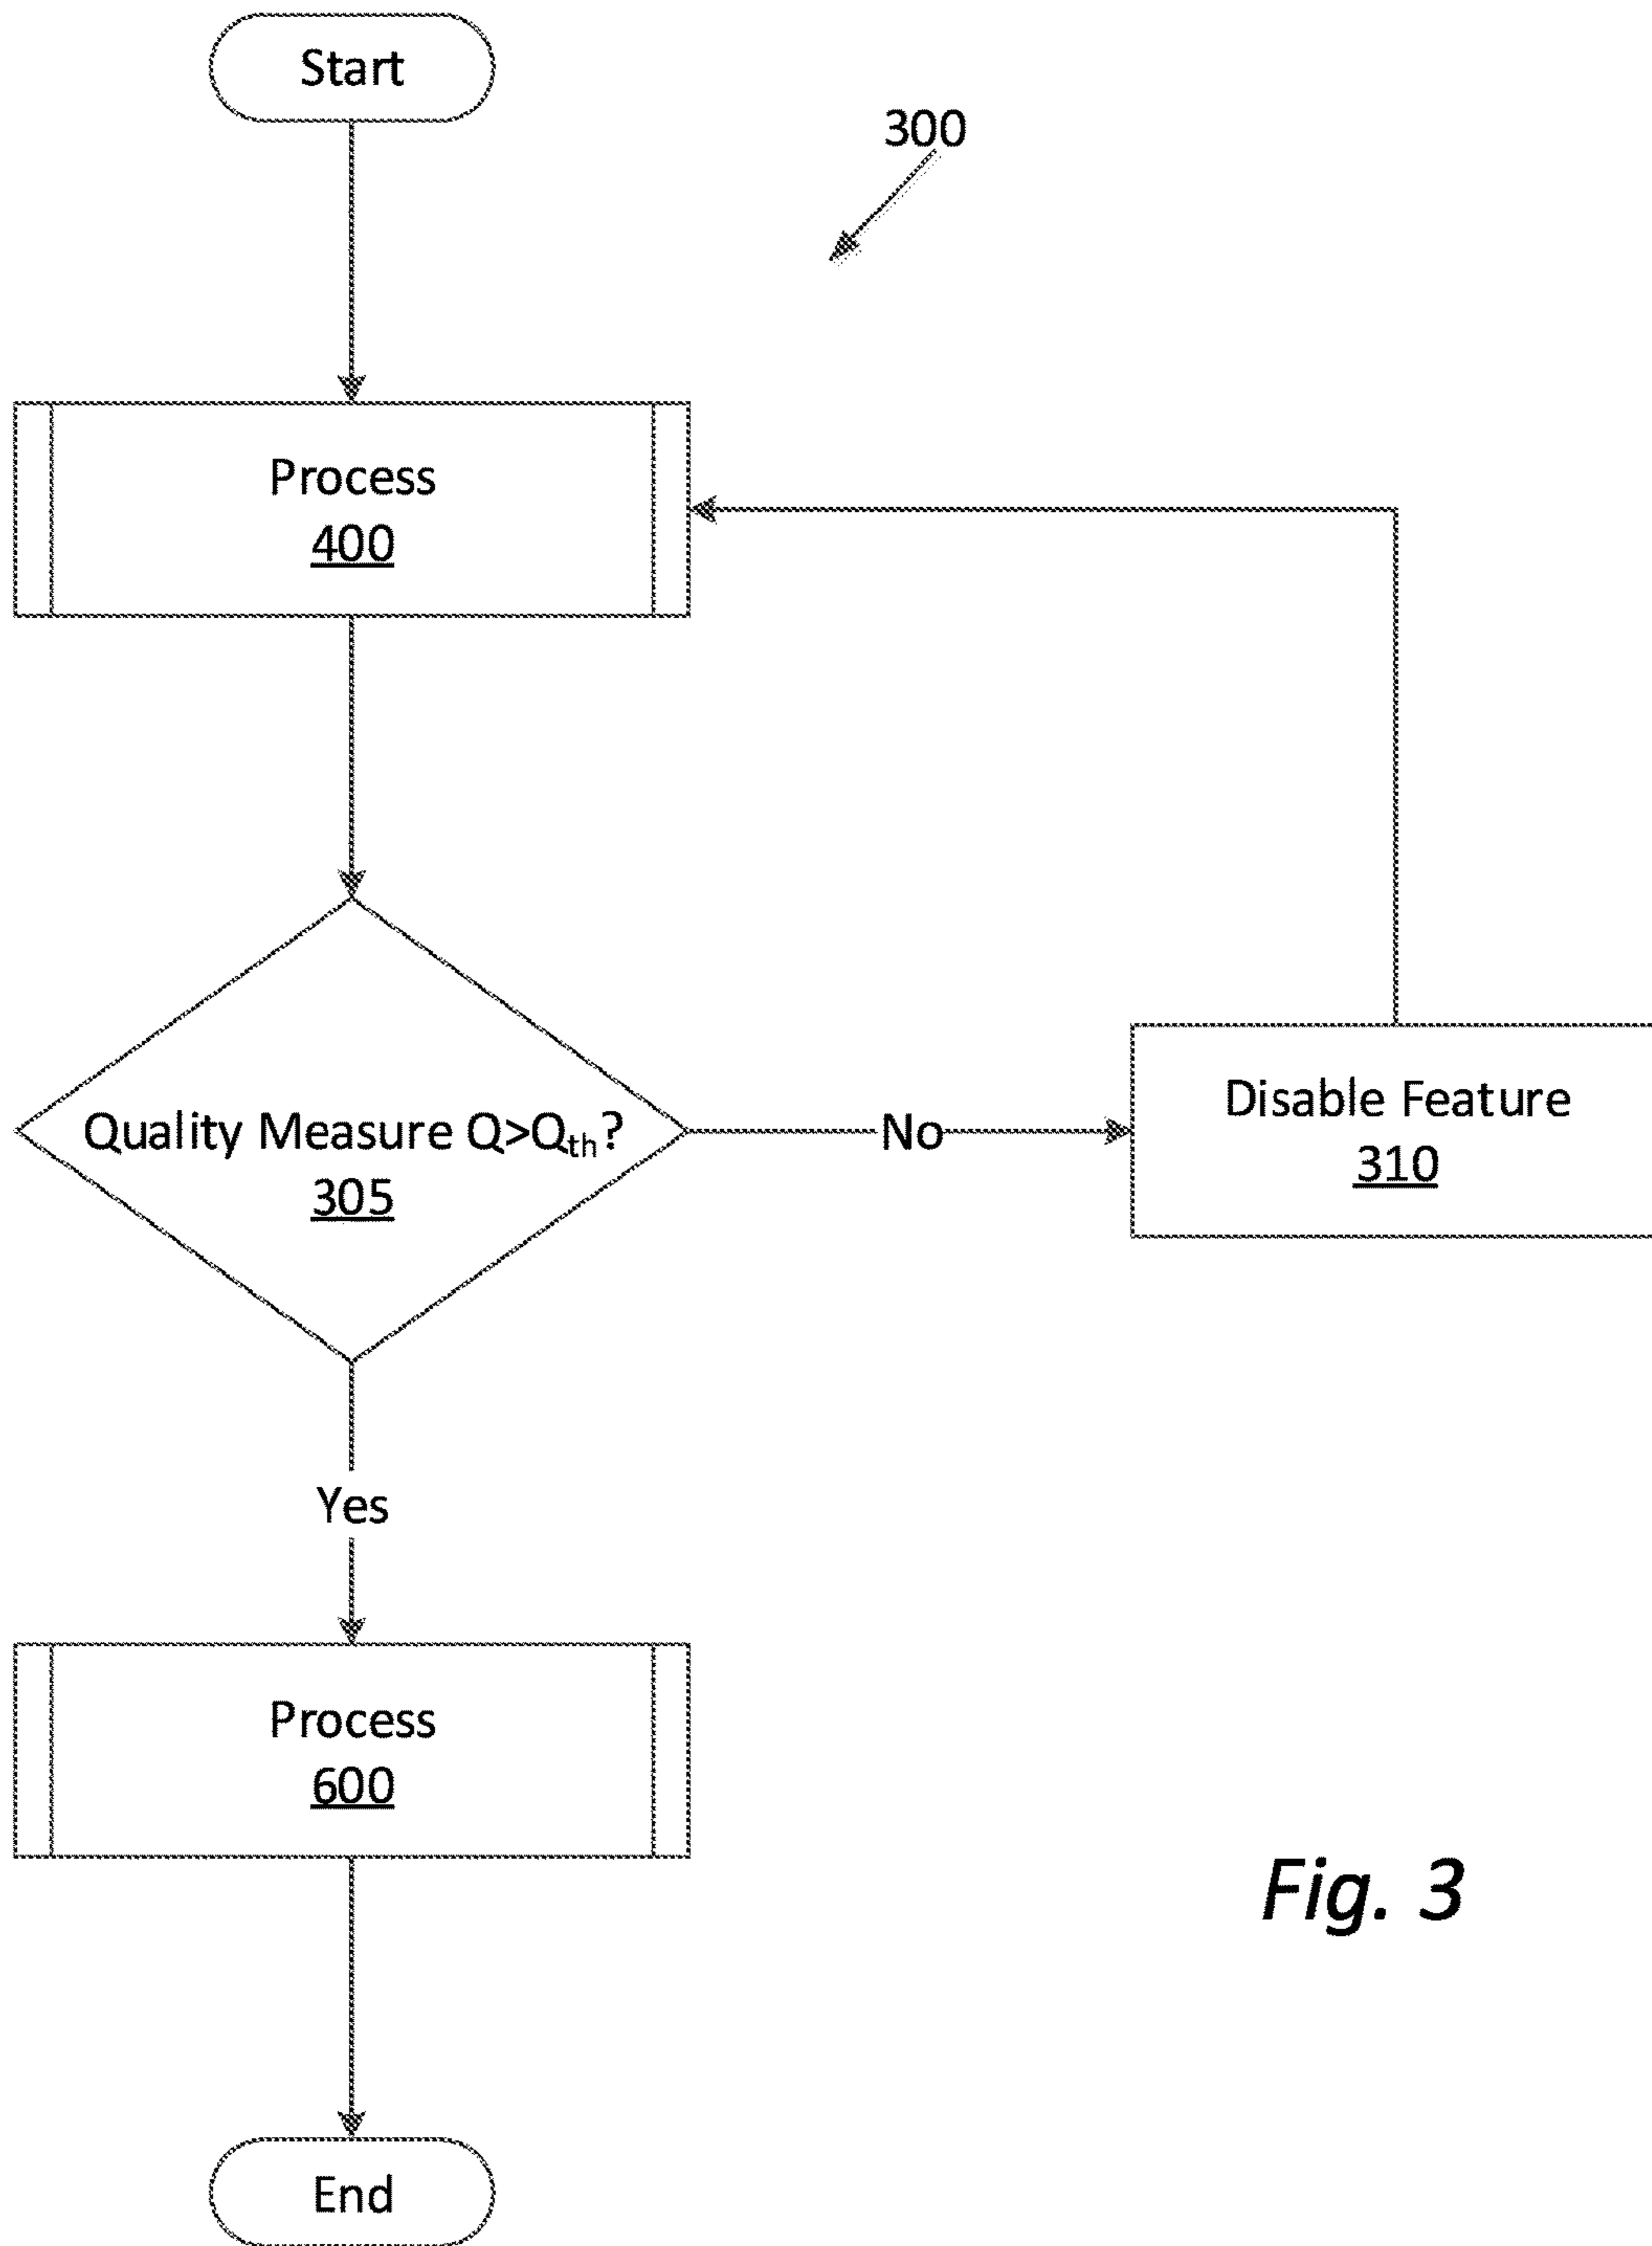 Start
300
Process
400
Quality Measure Q>Qth?
305
No
Disable Feature
310
Yes
Process
600
Fig. 3
End